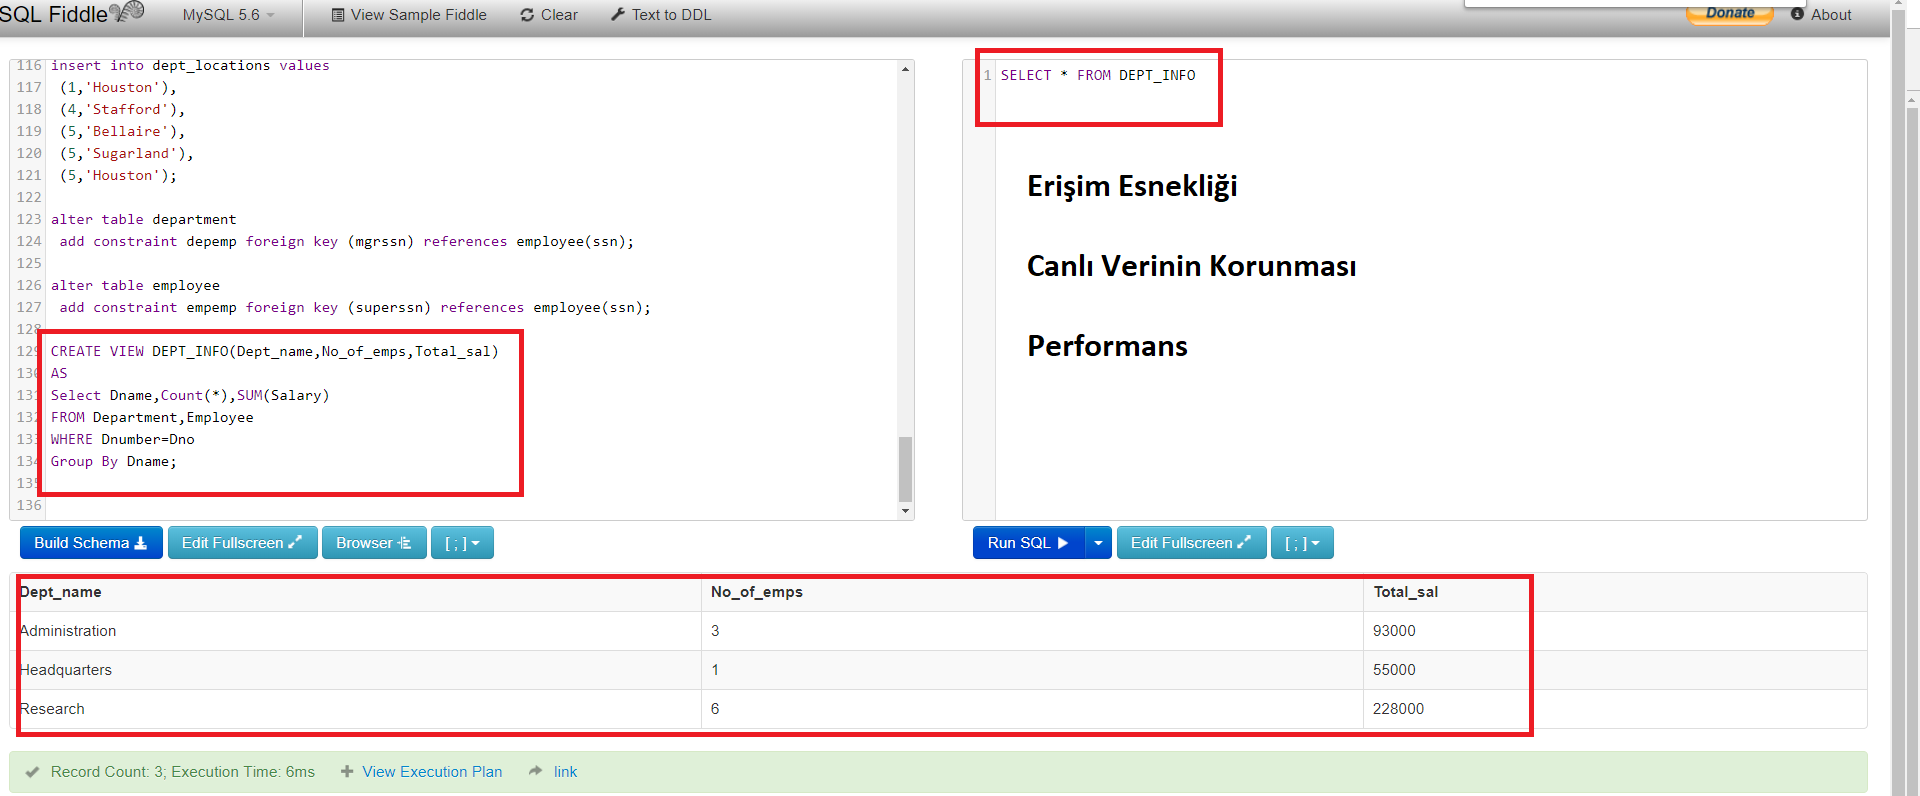 SQL Fiddle
MySQL 5.6
View Sample Fiddle
Clear
Text to DDL
Donate
About
116 insert into dept_locations values
117 (1,'Houston'),
118 (4,'Stafford'),
119 (5,'Bellaire'),
120 (5,'Sugarland'),
121 (5,'Houston');
122
123 alter table department
124 add constraint depemp foreign key (mgrssn) references employee(ssn);
125
126 alter table employee
127 add constraint empemp foreign key (superssn) references employee(ssn);
128
129 CREATE VIEW DEPT_INFO(Dept_name,No_of_emps,Total_sal)
130 AS
131 Select Dname,Count(*),SUM(Salary)
132 FROM Department,Employee
133 WHERE Dnumber=Dno
134 Group By Dname;
135
136
1 SELECT * FROM DEPT_INFO
Erişim Esnekliği
Canlı Verinin Korunması
Performans
Build Schema
Edit Fullscreen
Browser
[ ; ]
Run SQL
Edit Fullscreen
[ ; ]
Dept_name No_of_emps Total_sal
Administration 3 93000
Headquarters 1 55000
Research 6 228000
Record Count: 3; Execution Time: 6ms
View Execution Plan
link